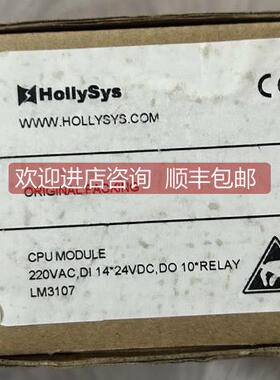 HollySys
CE
WWW.HOLLYSYS.COM
欢迎进店咨询 顺丰包邮
ORIGINAL PACKING
CPU MODULE
220VAC,DI 14*24VDC,DO 10*RELAY
LM3107